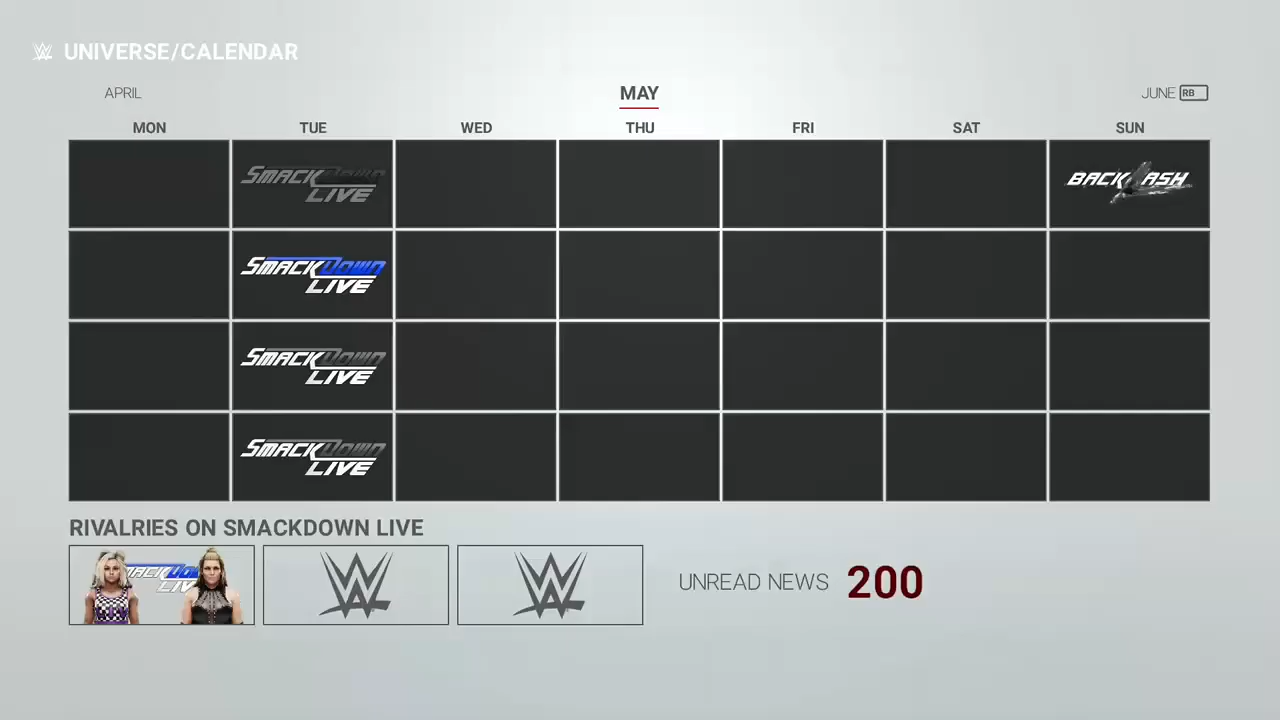 UNIVERSE/CALENDAR
APRIL
MAY
JUNE RB
MON TUE WED THU FRI SAT SUN
SMACKDOWN
LIVE
BACKLASH
SMACKDOWN
LIVE
SMACKDOWN
LIVE
SMACKDOWN
LIVE
RIVALRIES ON SMACKDOWN LIVE
UNREAD NEWS 200